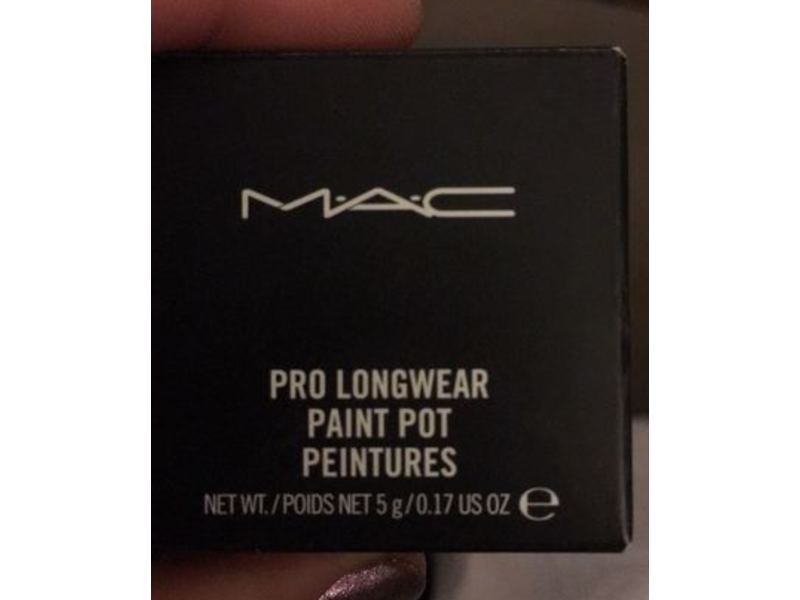 M·A·C
PRO LONGWEAR
PAINT POT
PEINTURES
NET WT./POIDS NET 5 g/0.17 US OZ ℮